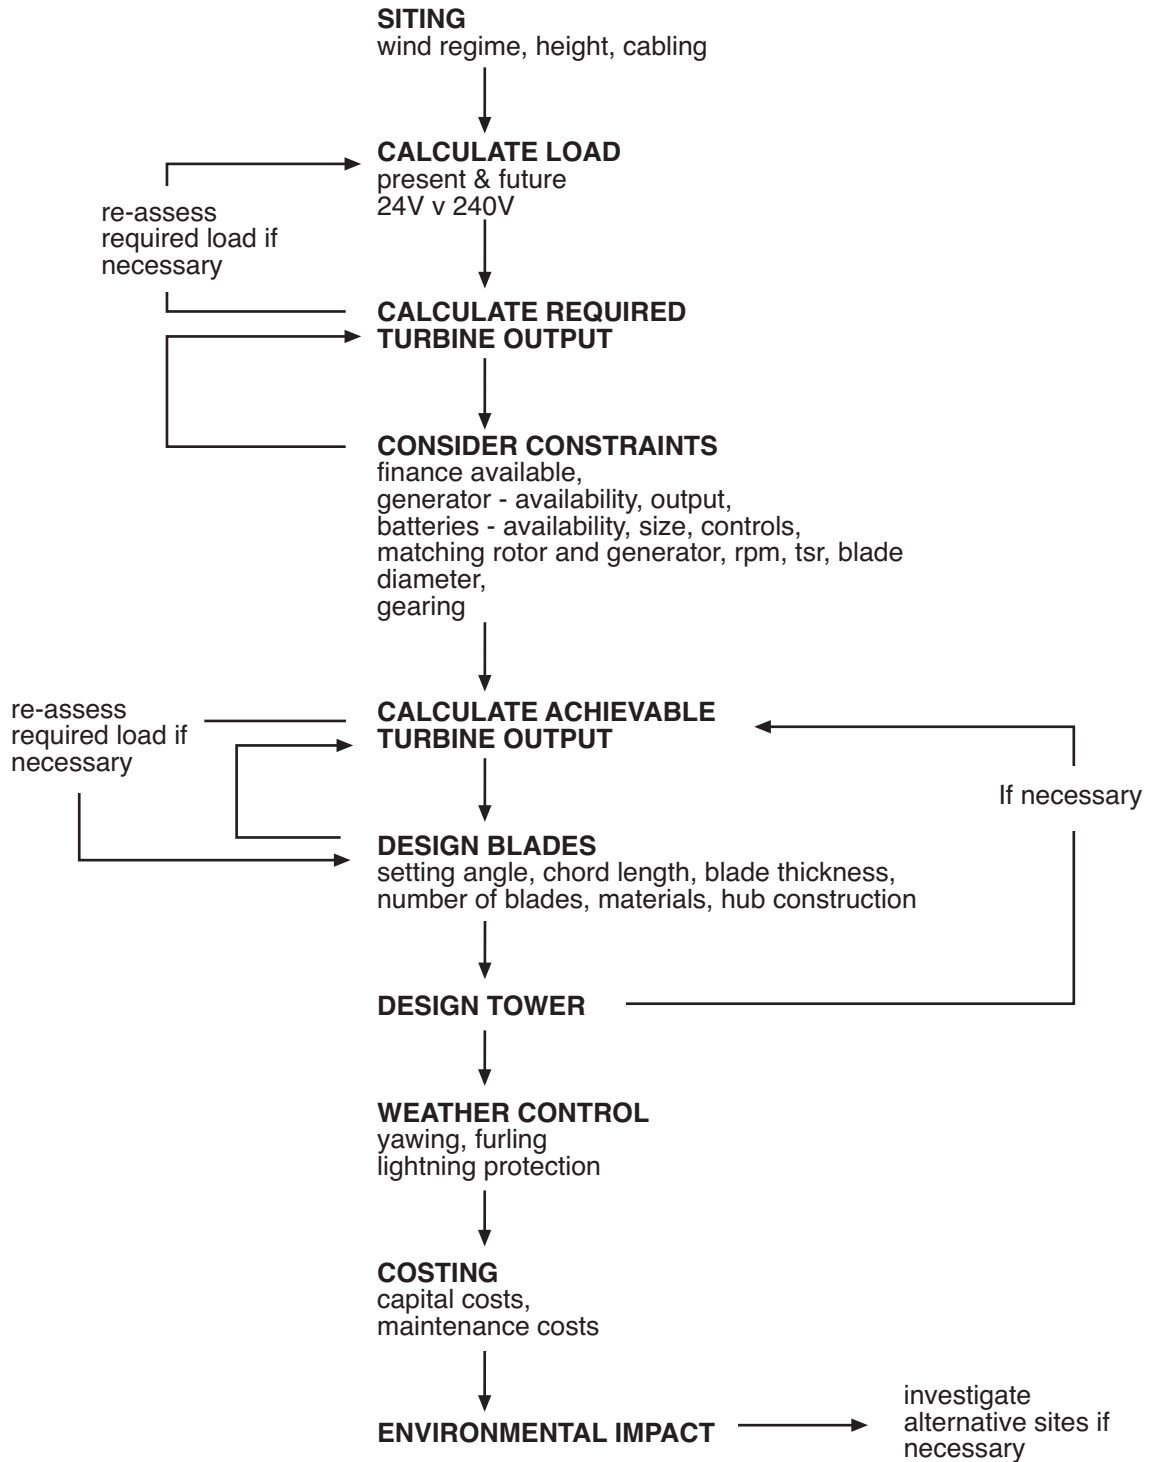 SITING
wind regime, height, cabling
CALCULATE LOAD
present & future
24V v 240V
re-assess
required load if
necessary
CALCULATE REQUIRED
TURBINE OUTPUT
CONSIDER CONSTRAINTS
finance available,
generator - availability, output,
batteries - availability, size, controls,
matching rotor and generator, rpm, tsr, blade
diameter,
gearing
re-assess
required load if
necessary
CALCULATE ACHIEVABLE
TURBINE OUTPUT
If necessary
DESIGN BLADES
setting angle, chord length, blade thickness,
number of blades, materials, hub construction
DESIGN TOWER
WEATHER CONTROL
yawing, furling
lightning protection
COSTING
capital costs,
maintenance costs
ENVIRONMENTAL IMPACT
investigate
alternative sites if
necessary